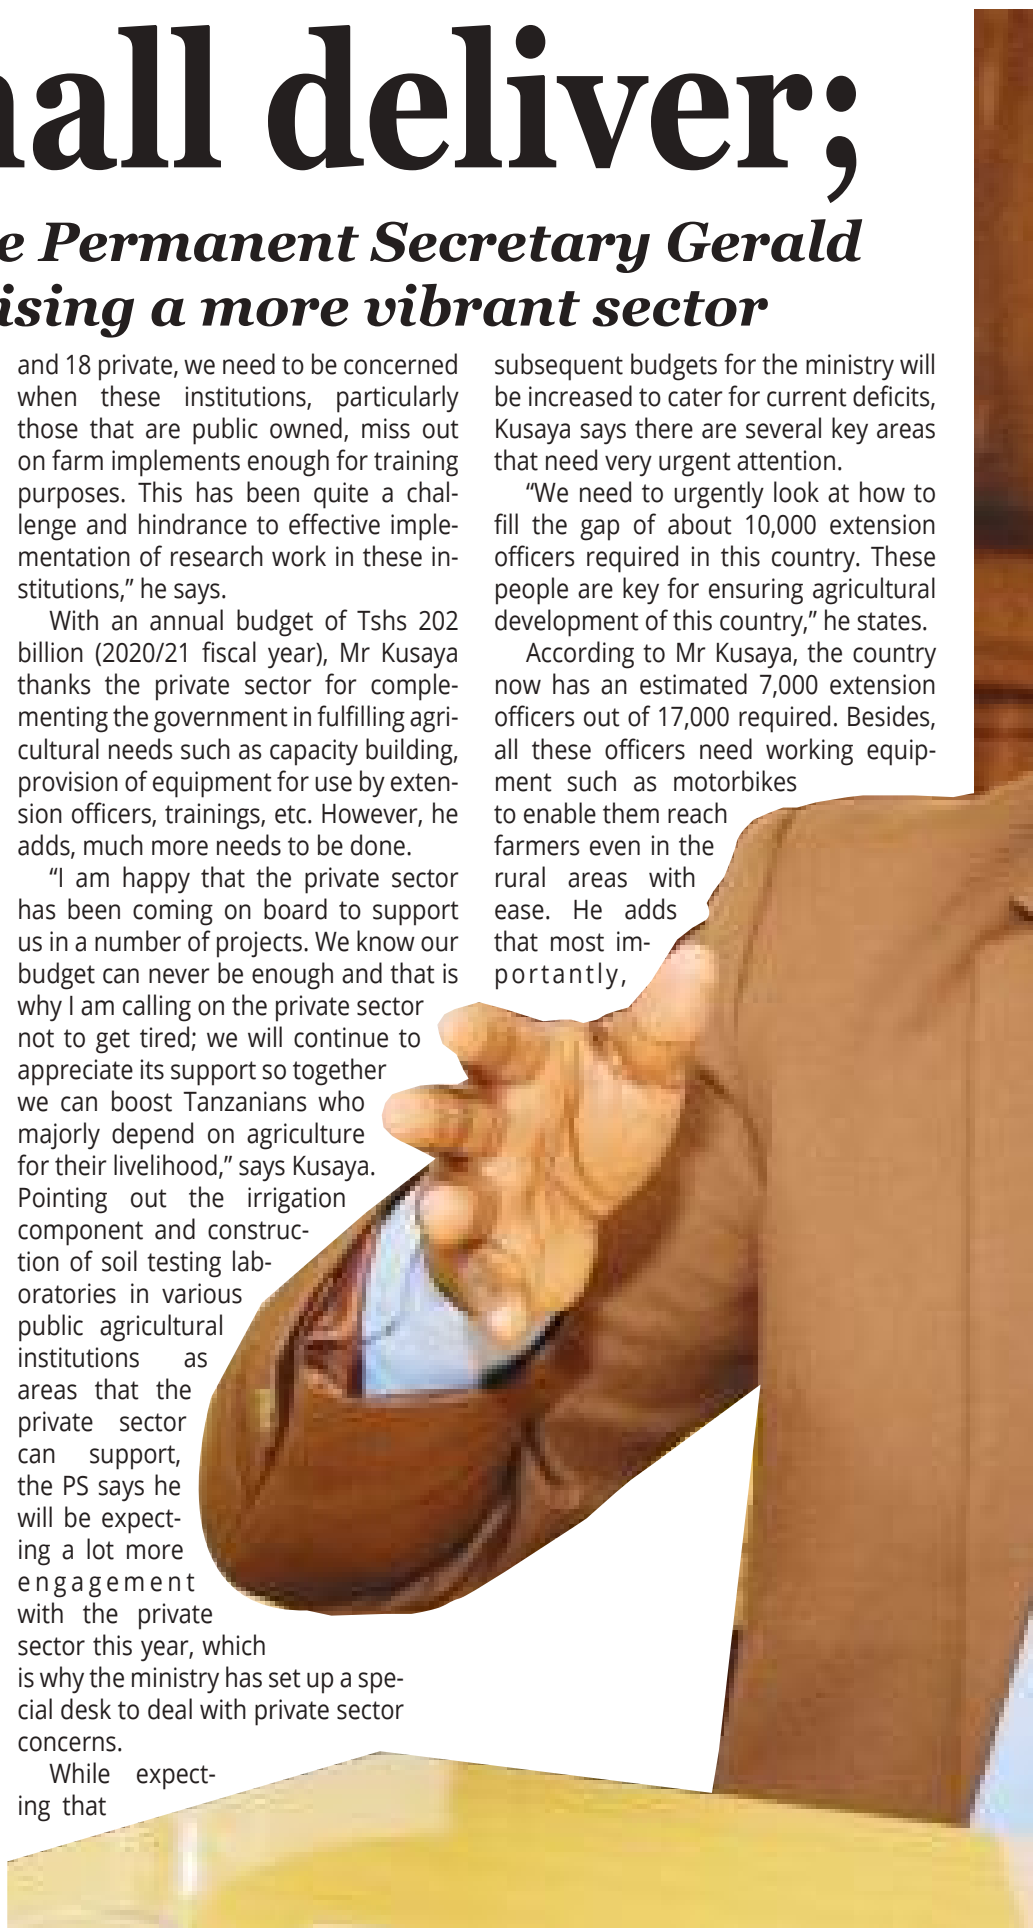 all deliver;
e Permanent Secretary Gerald
ising a more vibrant sector
and 18 private, we need to be concerned
when these institutions, particularly
those that are public owned, miss out
on farm implements enough for training
purposes. This has been quite a chal-
lenge and hindrance to effective imple-
mentation of research work in these in-
stitutions,” he says.
With an annual budget of Tshs 202
billion (2020/21 fiscal year), Mr Kusaya
thanks the private sector for comple-
menting the government in fulfilling agri-
cultural needs such as capacity building,
provision of equipment for use by exten-
sion officers, trainings, etc. However, he
adds, much more needs to be done.
“I am happy that the private sector
has been coming on board to support
us in a number of projects. We know our
budget can never be enough and that is
why I am calling on the private sector
not to get tired; we will continue to
appreciate its support so together
we can boost Tanzanians who
majorly depend on agriculture
for their livelihood,” says Kusaya.
Pointing out the irrigation
component and construc-
tion of soil testing lab-
oratories in various
public agricultural
institutions as
areas that the
private sector
can support,
the PS says he
will be expect-
ing a lot more
engagement
with the private
sector this year, which
is why the ministry has set up a spe-
cial desk to deal with private sector
concerns.
While expect-
ing that
subsequent budgets for the ministry will
be increased to cater for current deficits,
Kusaya says there are several key areas
that need very urgent attention.
“We need to urgently look at how to
fill the gap of about 10,000 extension
officers required in this country. These
people are key for ensuring agricultural
development of this country,” he states.
According to Mr Kusaya, the country
now has an estimated 7,000 extension
officers out of 17,000 required. Besides,
all these officers need working equip-
ment such as motorbikes
to enable them reach
farmers even in the
rural areas with
ease. He adds
that most im-
portantly,